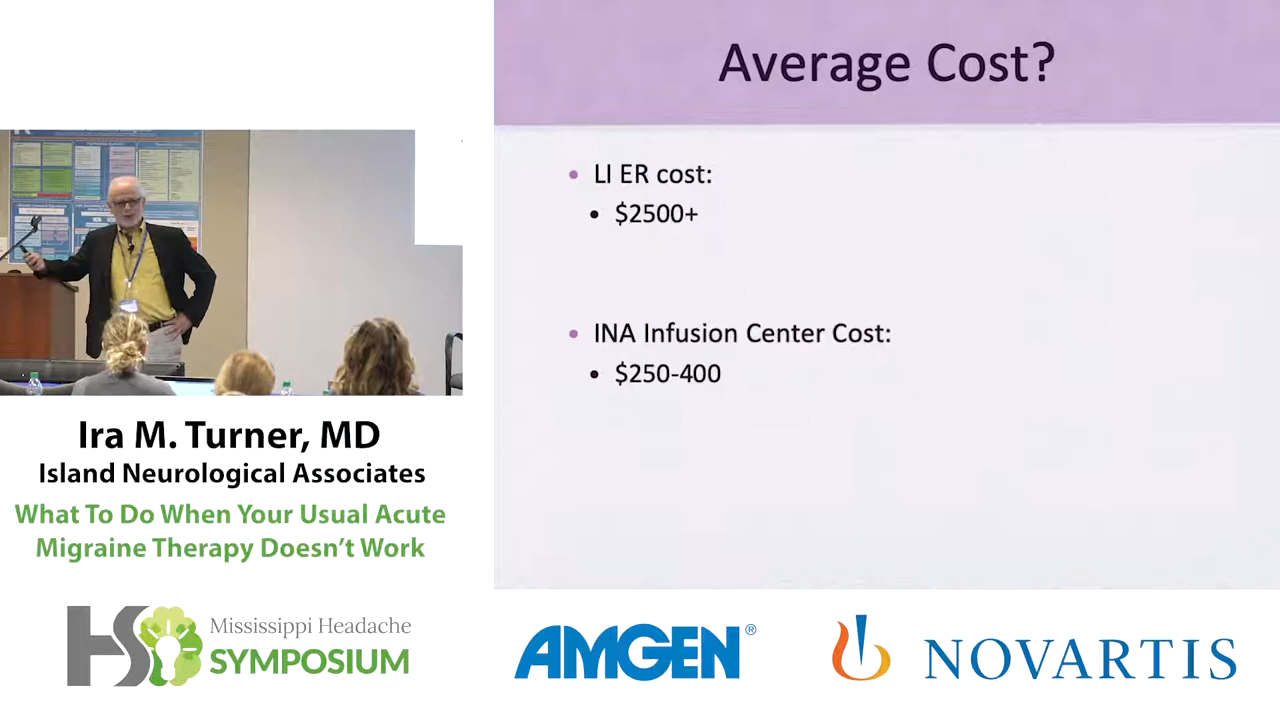 Average Cost?
• LI ER cost:
• $2500+
• INA Infusion Center Cost:
• $250-400
Ira M. Turner, MD
Island Neurological Associates
What To Do When Your Usual Acute
Migraine Therapy Doesn’t Work
HS
Mississippi Headache
SYMPOSIUM
AMGEN®
NOVARTIS